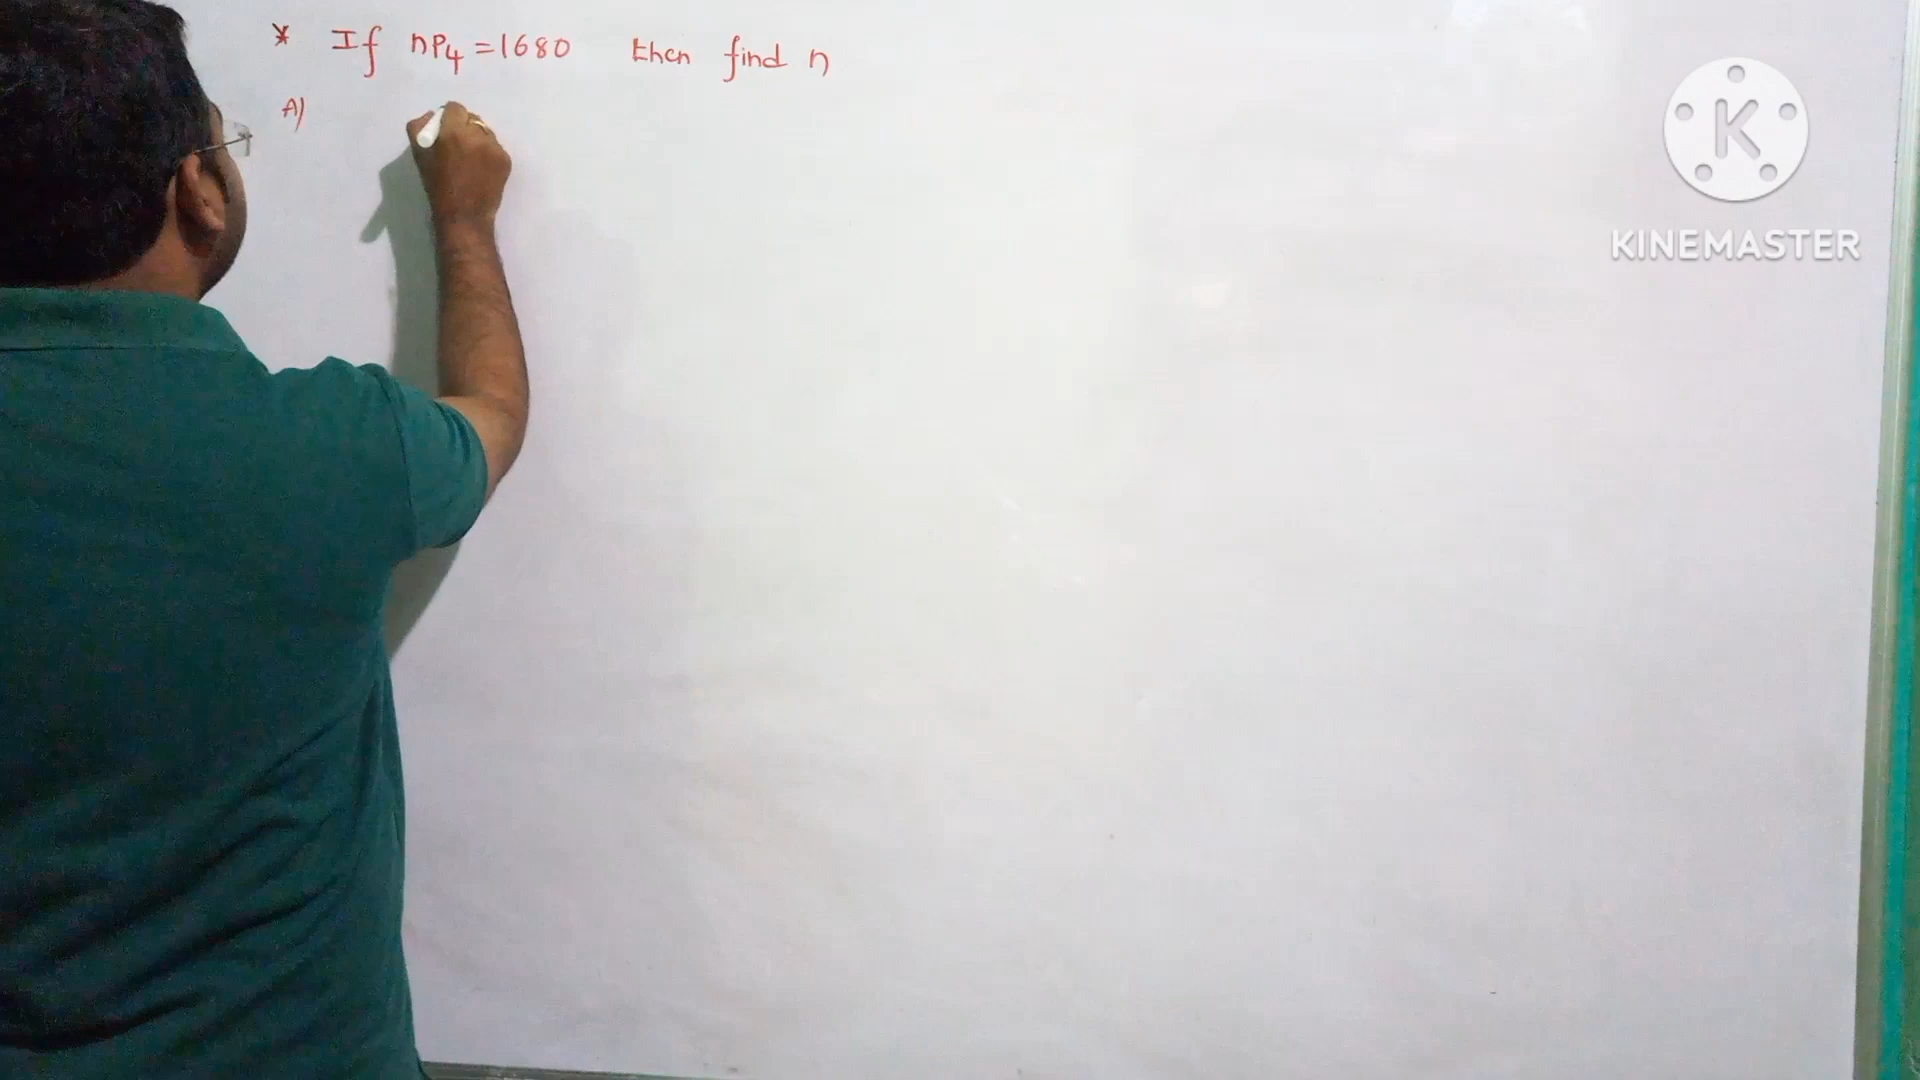 * If nP₄ = 1680 then find n
A)
K
KINEMASTER